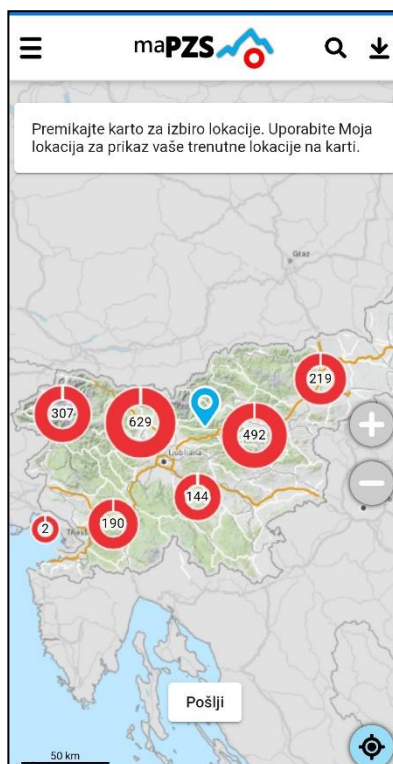 maPZS
Premikajte karto za izbiro lokacije. Uporabite Moja
lokacija za prikaz vaše trenutne lokacije na karti.
Graz
219
307
629
492
Ljubljana
144
190
2
Pošlji
50 km